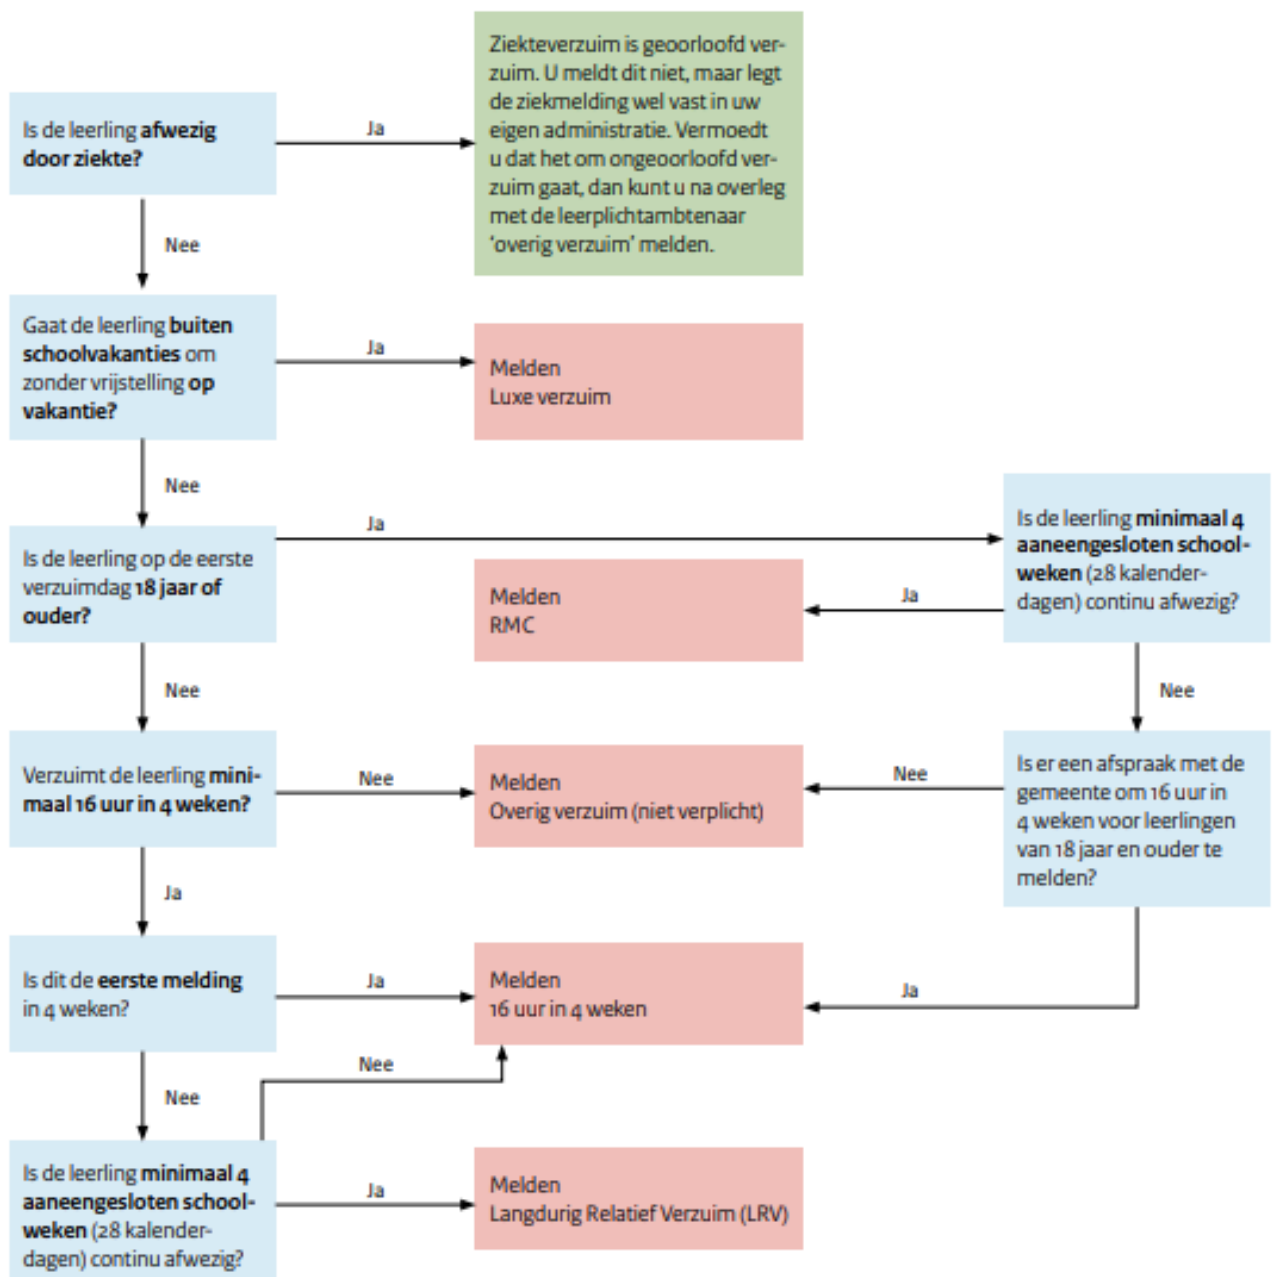 Ziekteverzuim is geoorloofd ver-
zuim. U meldt dit niet, maar legt
de ziekmelding wel vast in uw
eigen administratie. Vermoedt
u dat het om ongeoorloofd ver-
zuim gaat, dan kunt u na overleg
met de leerplichtambtenaar
‘overig verzuim’ melden.
Is de leerling afwezig
door ziekte?
Ja
Nee
Gaat de leerling buiten
schoolvakanties om
zonder vrijstelling op
vakantie?
Ja
Melden
Luxe verzuim
Nee
Is de leerling op de eerste
verzuimdag 18 jaar of
ouder?
Ja
Is de leerling minimaal 4
aaneengesloten school-
weken (28 kalender-
dagen) continu afwezig?
Ja
Melden
RMC
Nee
Nee
Verzuimt de leerling mini-
maal 16 uur in 4 weken?
Nee
Melden
Overig verzuim (niet verplicht)
Nee
Is er een afspraak met de
gemeente om 16 uur in
4 weken voor leerlingen
van 18 jaar en ouder te
melden?
Ja
Is dit de eerste melding
in 4 weken?
Ja
Melden
16 uur in 4 weken
Ja
Nee
Nee
Is de leerling minimaal 4
aaneengesloten school-
weken (28 kalender-
dagen) continu afwezig?
Ja
Melden
Langdurig Relatief Verzuim (LRV)